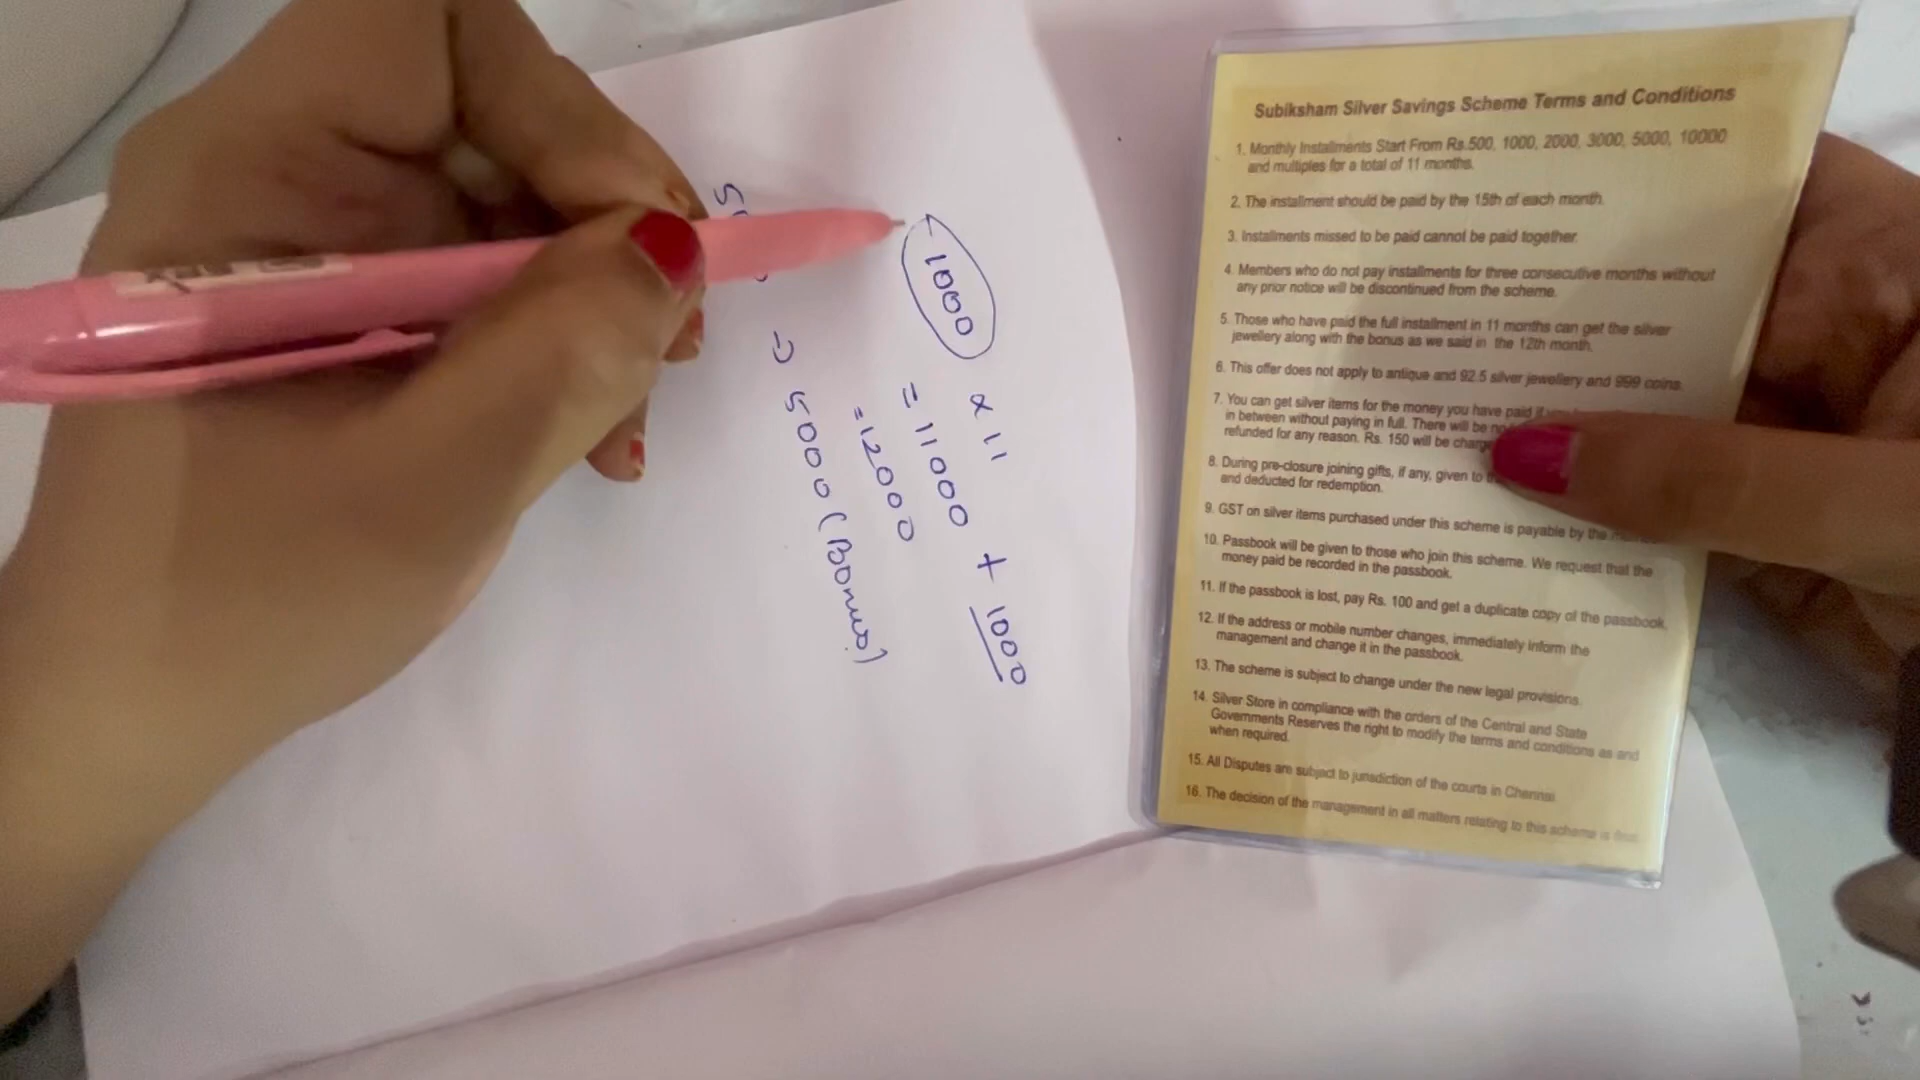 1000 x 11
= 11000 + 1000
= 12000
→ 5000 (Bonus)
Subiksham Silver Savings Scheme Terms and Conditions
1. Monthly Installments Start From Rs.500, 1000, 2000, 3000, 5000, 10000
and multiples for a total of 11 months.
2. The installment should be paid by the 15th of each month.
3. Installments missed to be paid cannot be paid together.
4. Members who do not pay installments for three consecutive months without
any prior notice will be discontinued from the scheme.
5. Those who have paid the full installment in 11 months can get the silver
jewellery along with the bonus as we said in the 12th month.
6. This offer does not apply to antique and 92.5 silver jewellery and 999 coins.
7. You can get silver items for the money you have paid if
in between without paying in full. There will be no
refunded for any reason. Rs. 150 will be
8. During pre-closure joining gifts, if any, given to
and deducted for redemption.
9. GST on silver items purchased under this scheme is payable by the
10. Passbook will be given to those who join this scheme. We request that the
money paid be recorded in the passbook.
11. If the passbook is lost, pay Rs. 100 and get a duplicate copy of the passbook.
12. If the address or mobile number changes, immediately inform the
management and change it in the passbook.
13. The scheme is subject to change under the new legal provisions.
14. Silver Store in compliance with the orders of the Central and State
Governments Reserves the right to modify the terms and conditions as and
when required.
15. All Disputes are subject to jurisdiction of the courts in Chennai.
16. The decision of the management in all matters relating to this scheme is final.